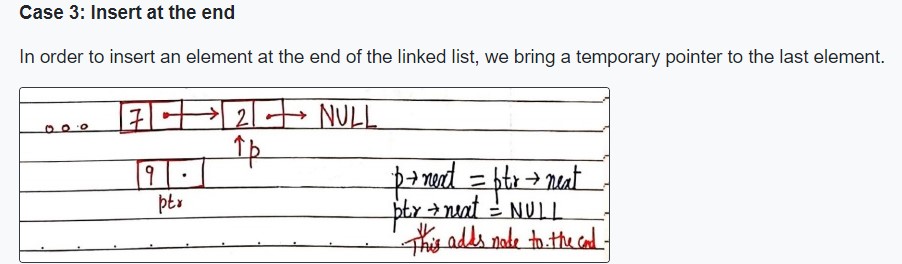 Case 3: Insert at the end
In order to insert an element at the end of the linked list, we bring a temporary pointer to the last element.
7 2 NULL
↑p
9 .
ptr
p→next = ptr→next
ptr→next = NULL
This adds node to the end